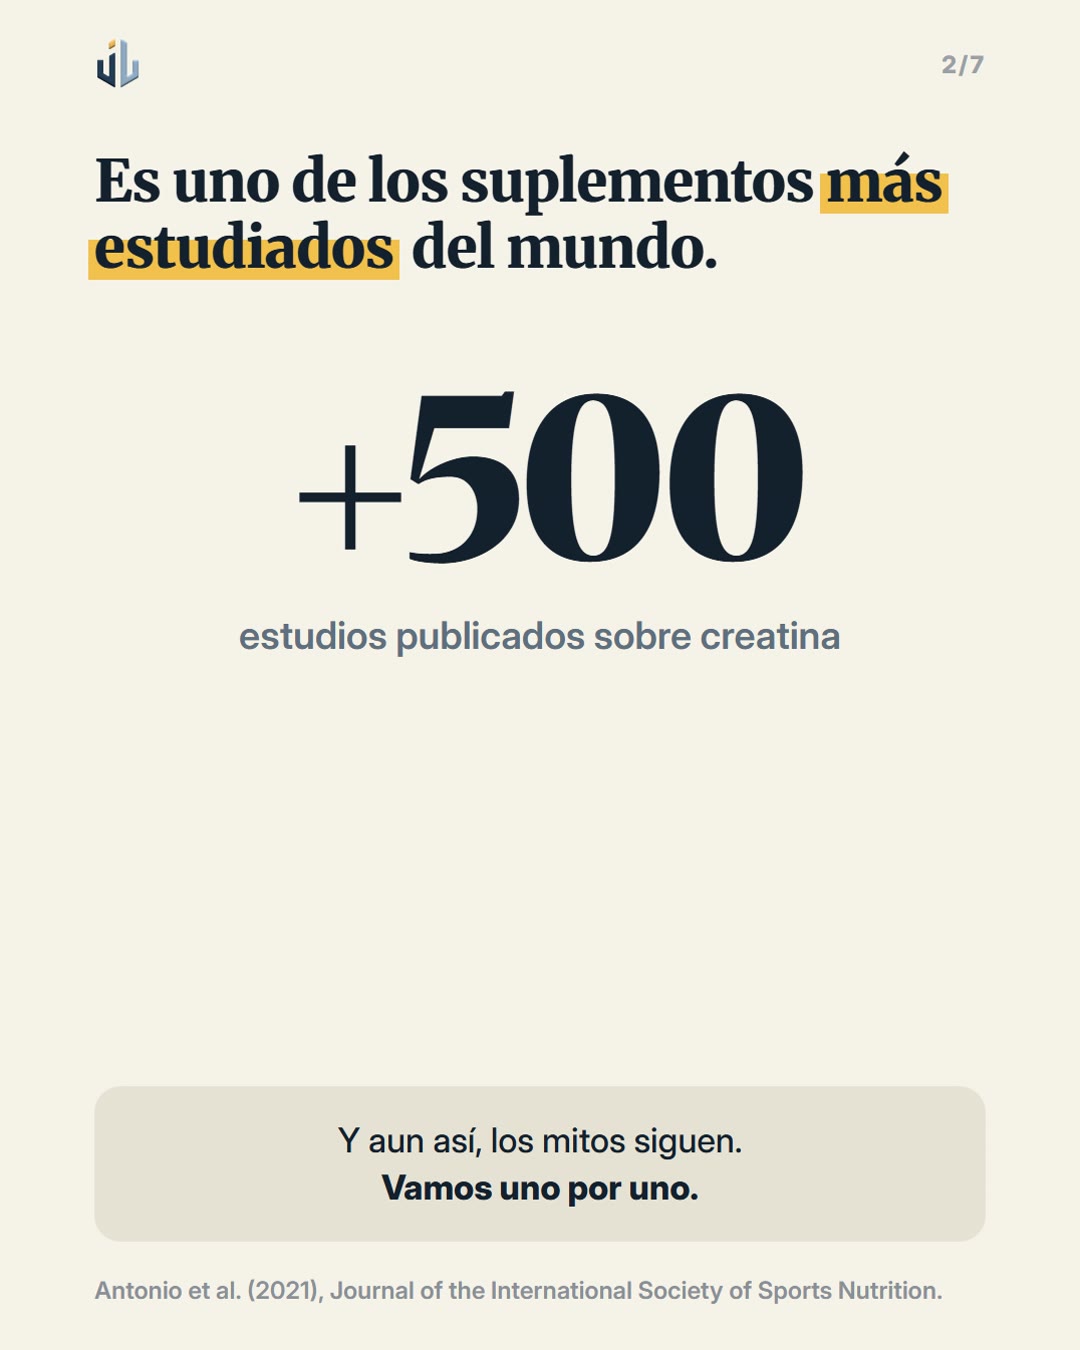 2/7
Es uno de los suplementos más
estudiados del mundo.
+500
estudios publicados sobre creatina
Y aun así, los mitos siguen.
Vamos uno por uno.
Antonio et al. (2021), Journal of the International Society of Sports Nutrition.